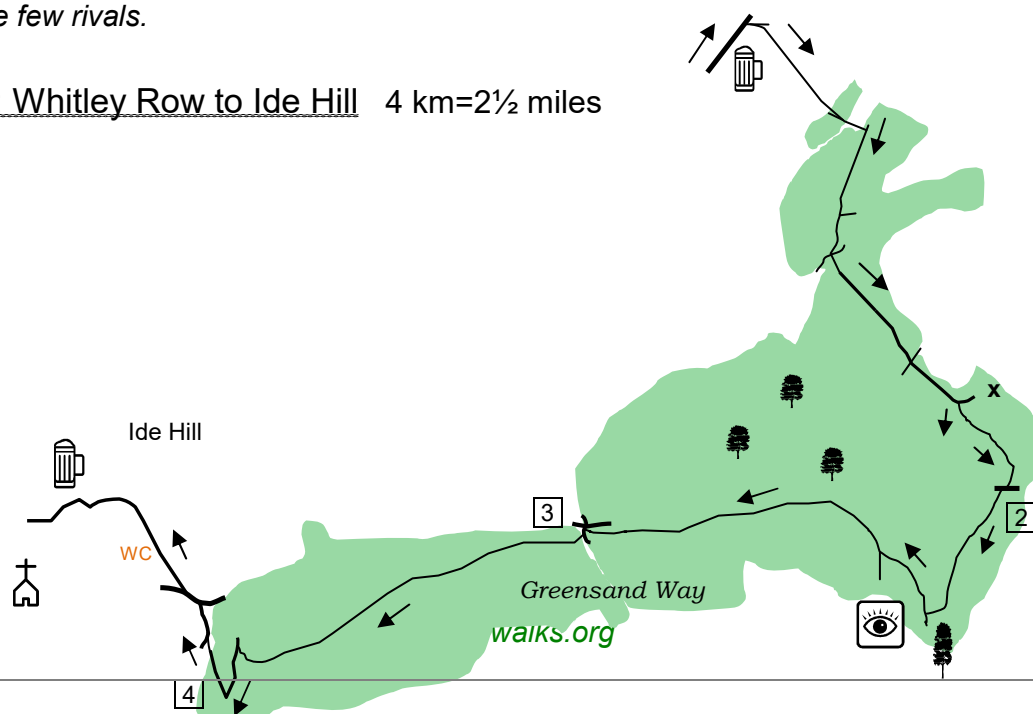 e few rivals.
Whitley Row to Ide Hill 4 km=2½ miles
x
Ide Hill
3
2
WC
Greensand Way
walks.org
4